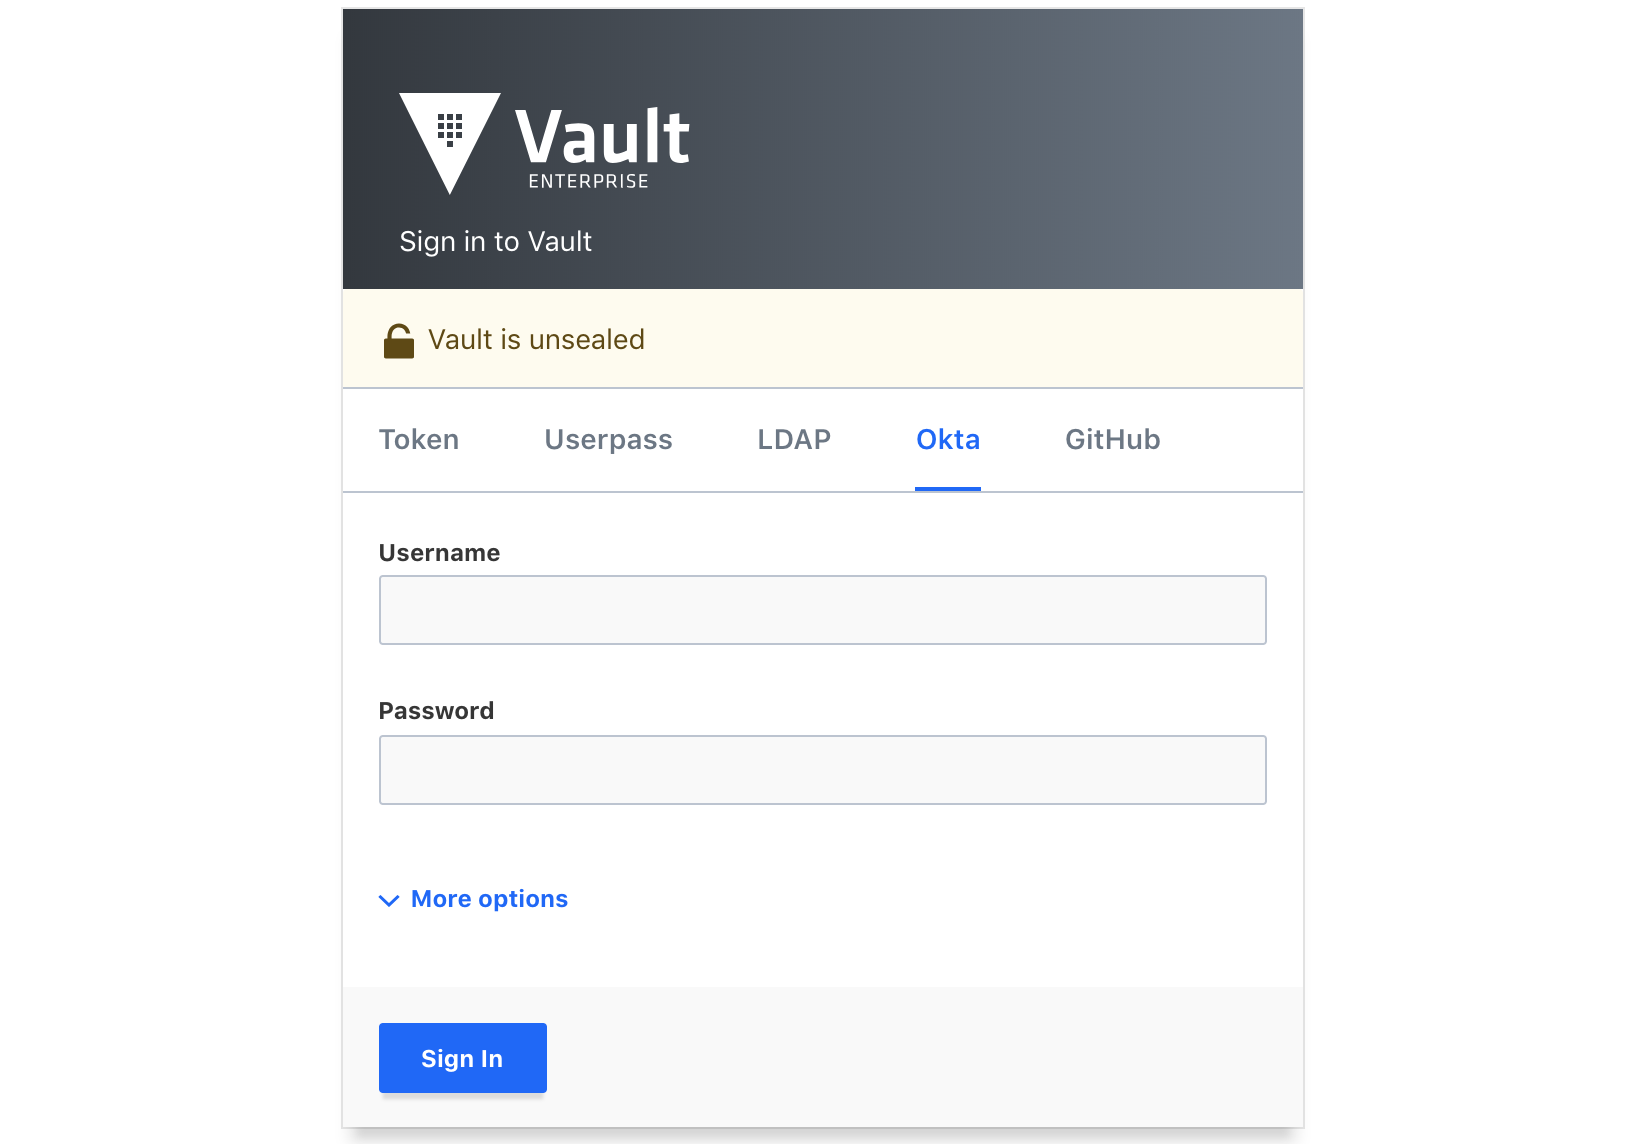 Vault
ENTERPRISE
Sign in to Vault
Vault is unsealed
Token Userpass LDAP Okta GitHub
Username
Password
More options
Sign In